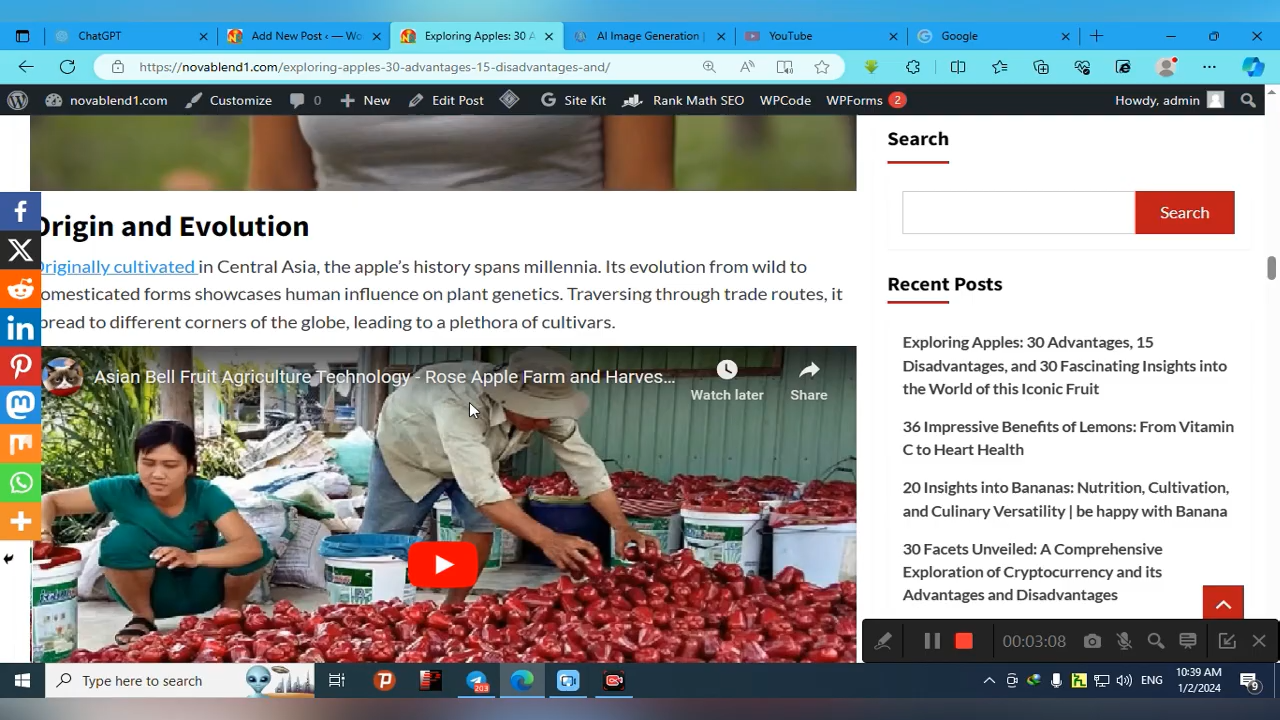 ChatGPT
Add New Post ‹ — Wo
Exploring Apples: 30 A
AI Image Generation |
YouTube
Google
https://novablend1.com/exploring-apples-30-advantages-15-disadvantages-and/
novablend1.com
Customize
0
New
Edit Post
Site Kit
Rank Math SEO
WPCode
WPForms 2
Howdy, admin
Origin and Evolution
Originally cultivated in Central Asia, the apple’s history spans millennia. Its evolution from wild to
omesticated forms showcases human influence on plant genetics. Traversing through trade routes, it
pread to different corners of the globe, leading to a plethora of cultivars.
Asian Bell Fruit Agriculture Technology - Rose Apple Farm and Harves...
Watch later
Share
Search
Search
Recent Posts
Exploring Apples: 30 Advantages, 15
Disadvantages, and 30 Fascinating Insights into
the World of this Iconic Fruit
36 Impressive Benefits of Lemons: From Vitamin
C to Heart Health
20 Insights into Bananas: Nutrition, Cultivation,
and Culinary Versatility | be happy with Banana
30 Facets Unveiled: A Comprehensive
Exploration of Cryptocurrency and its
Advantages and Disadvantages
00:03:08
Type here to search
203
ENG
10:39 AM
1/2/2024
9